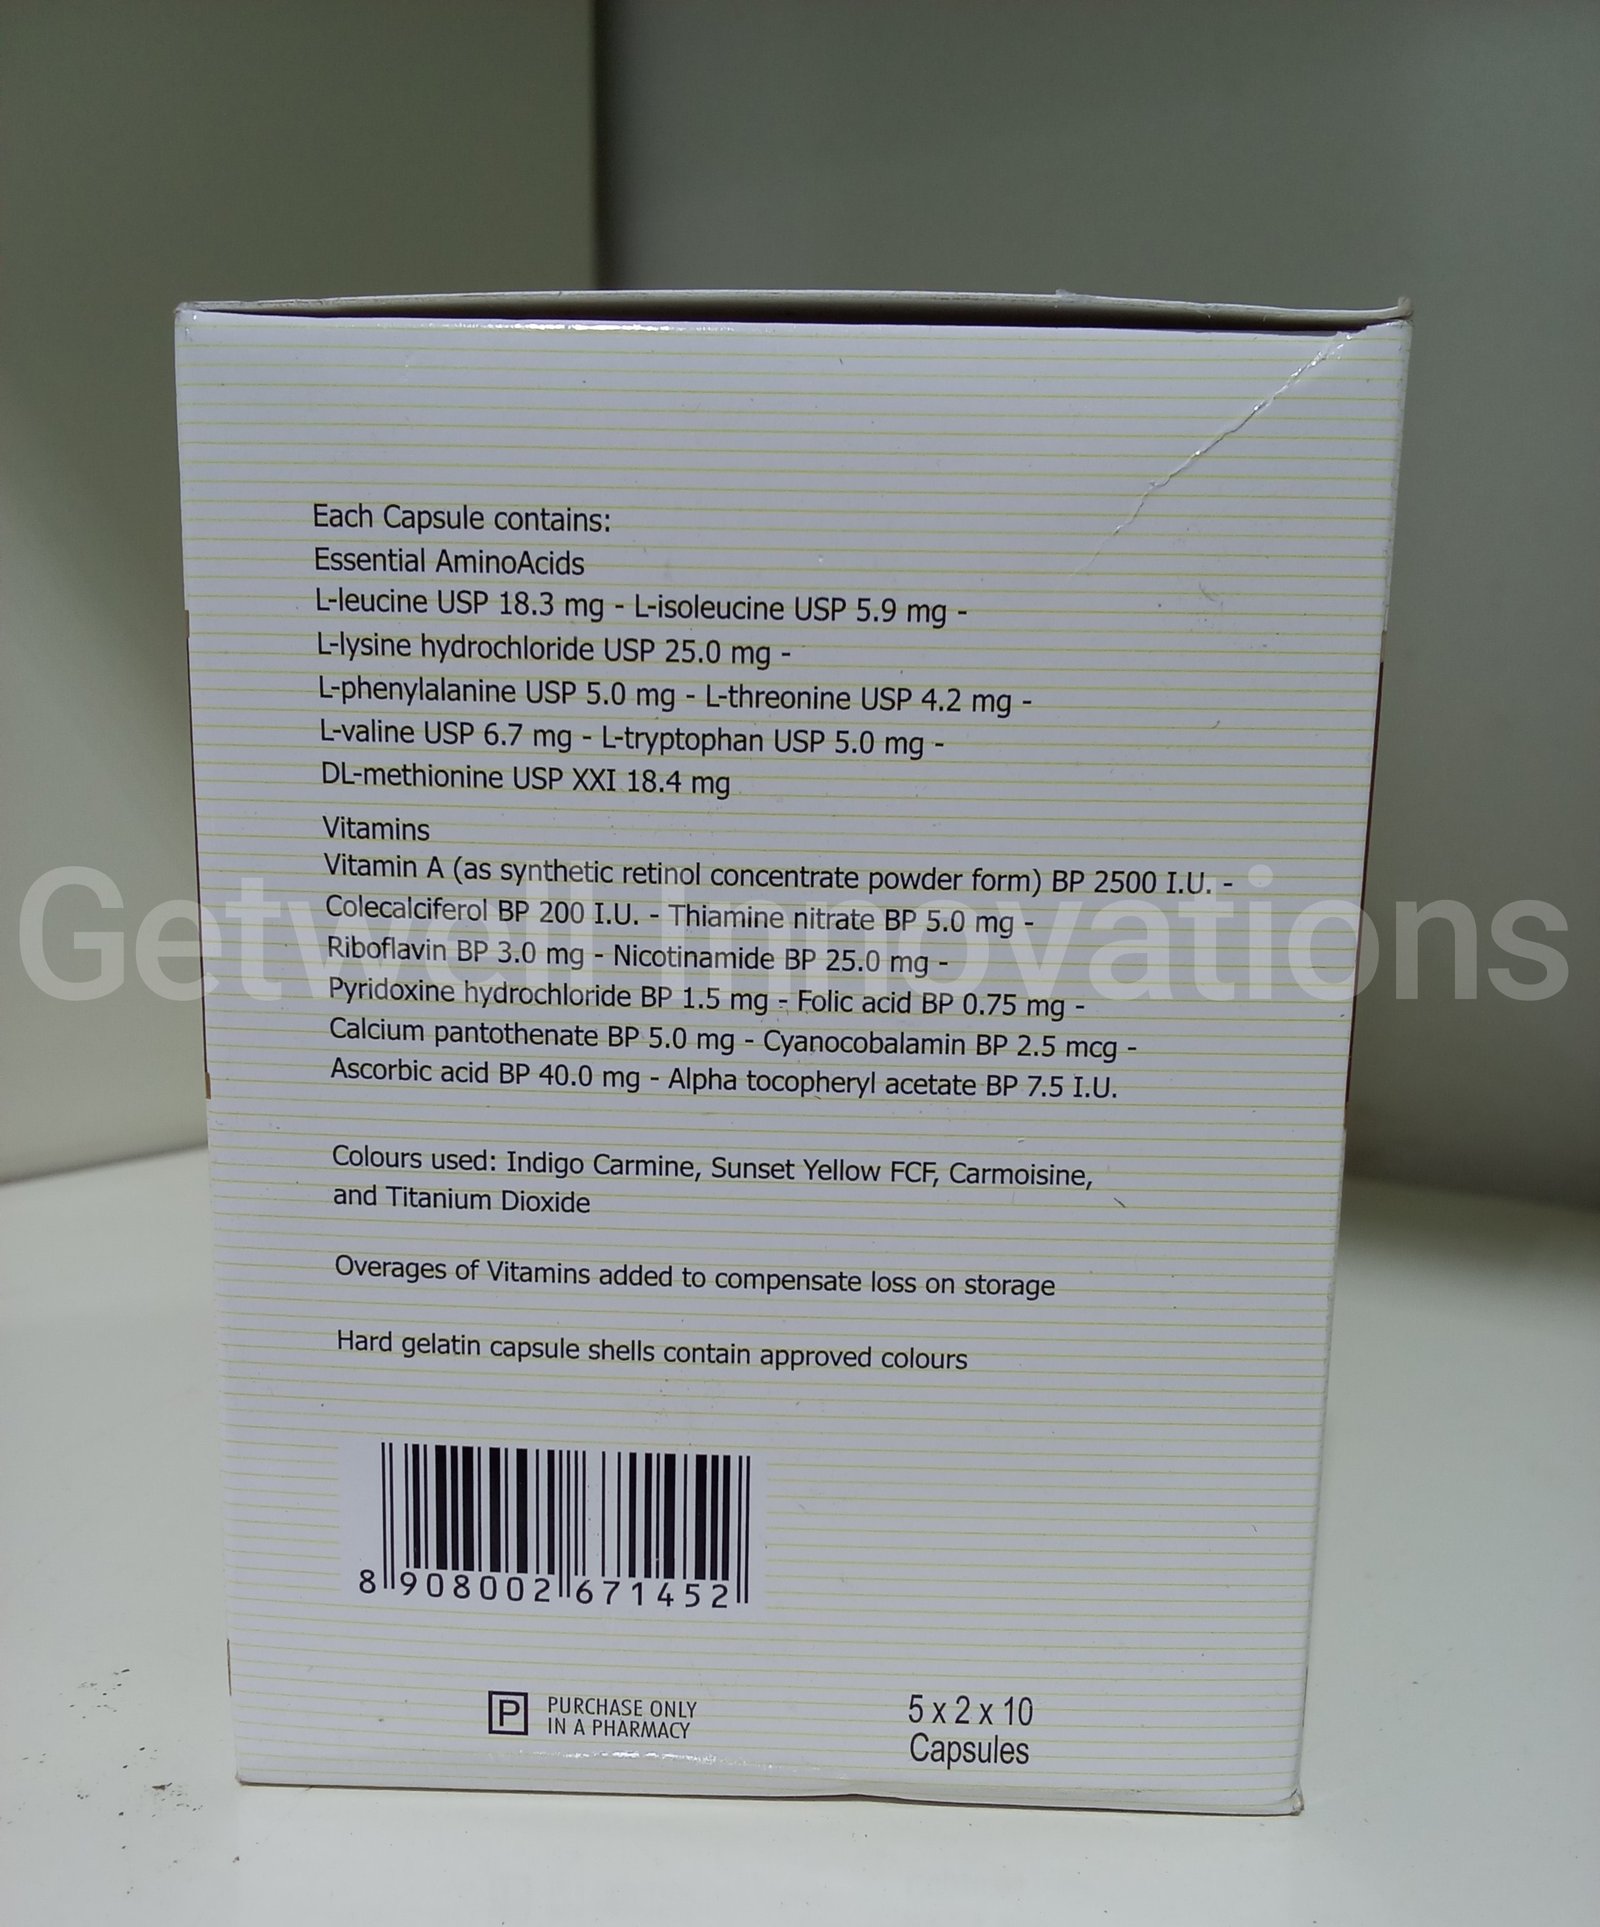 Each Capsule contains:
Essential AminoAcids
L-leucine USP 18.3 mg - L-isoleucine USP 5.9 mg -
L-lysine hydrochloride USP 25.0 mg -
L-phenylalanine USP 5.0 mg - L-threonine USP 4.2 mg -
L-valine USP 6.7 mg - L-tryptophan USP 5.0 mg -
DL-methionine USP XXI 18.4 mg
Vitamins
Vitamin A (as synthetic retinol concentrate powder form) BP 2500 I.U. -
Colecalciferol BP 200 I.U. - Thiamine nitrate BP 5.0 mg -
Riboflavin BP 3.0 mg - Nicotinamide BP 25.0 mg -
Pyridoxine hydrochloride BP 1.5 mg - Folic acid BP 0.75 mg -
Calcium pantothenate BP 5.0 mg - Cyanocobalamin BP 2.5 mcg -
Ascorbic acid BP 40.0 mg - Alpha tocopheryl acetate BP 7.5 I.U.
Colours used: Indigo Carmine, Sunset Yellow FCF, Carmoisine,
and Titanium Dioxide
Overages of Vitamins added to compensate loss on storage
Hard gelatin capsule shells contain approved colours
8 908002 671452
P PURCHASE ONLY
IN A PHARMACY
5 x 2 x 10
Capsules
Getwell Innovations